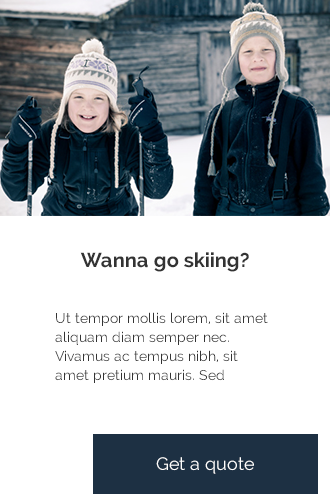 Wanna go skiing?
Ut tempor mollis lorem, sit amet
aliquam diam semper nec.
Vivamus ac tempus nibh, sit
amet pretium mauris. Sed
Get a quote